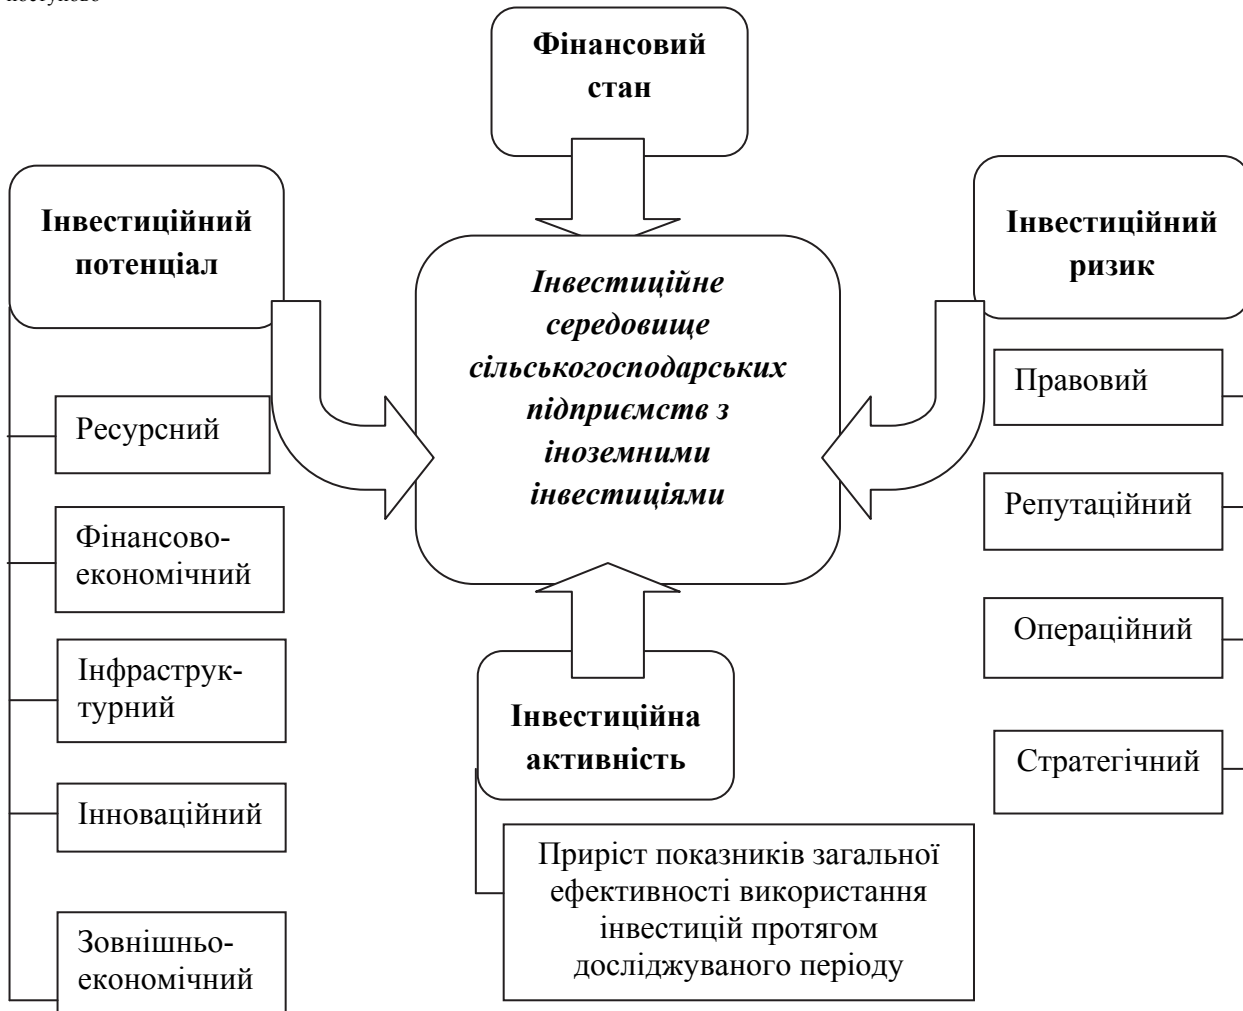 Фінансовий
стан
Інвестиційний
потенціал
Інвестиційне
середовище
сільськогосподарських
підприємств з
іноземними
інвестиціями
Інвестиційний
ризик
Ресурсний
Фінансово-
економічний
Інфраструк-
турний
Інноваційний
Зовнішньо-
економічний
Правовий
Репутаційний
Операційний
Стратегічний
Інвестиційна
активність
Приріст показників загальної
ефективності використання
інвестицій протягом
досліджуваного періоду